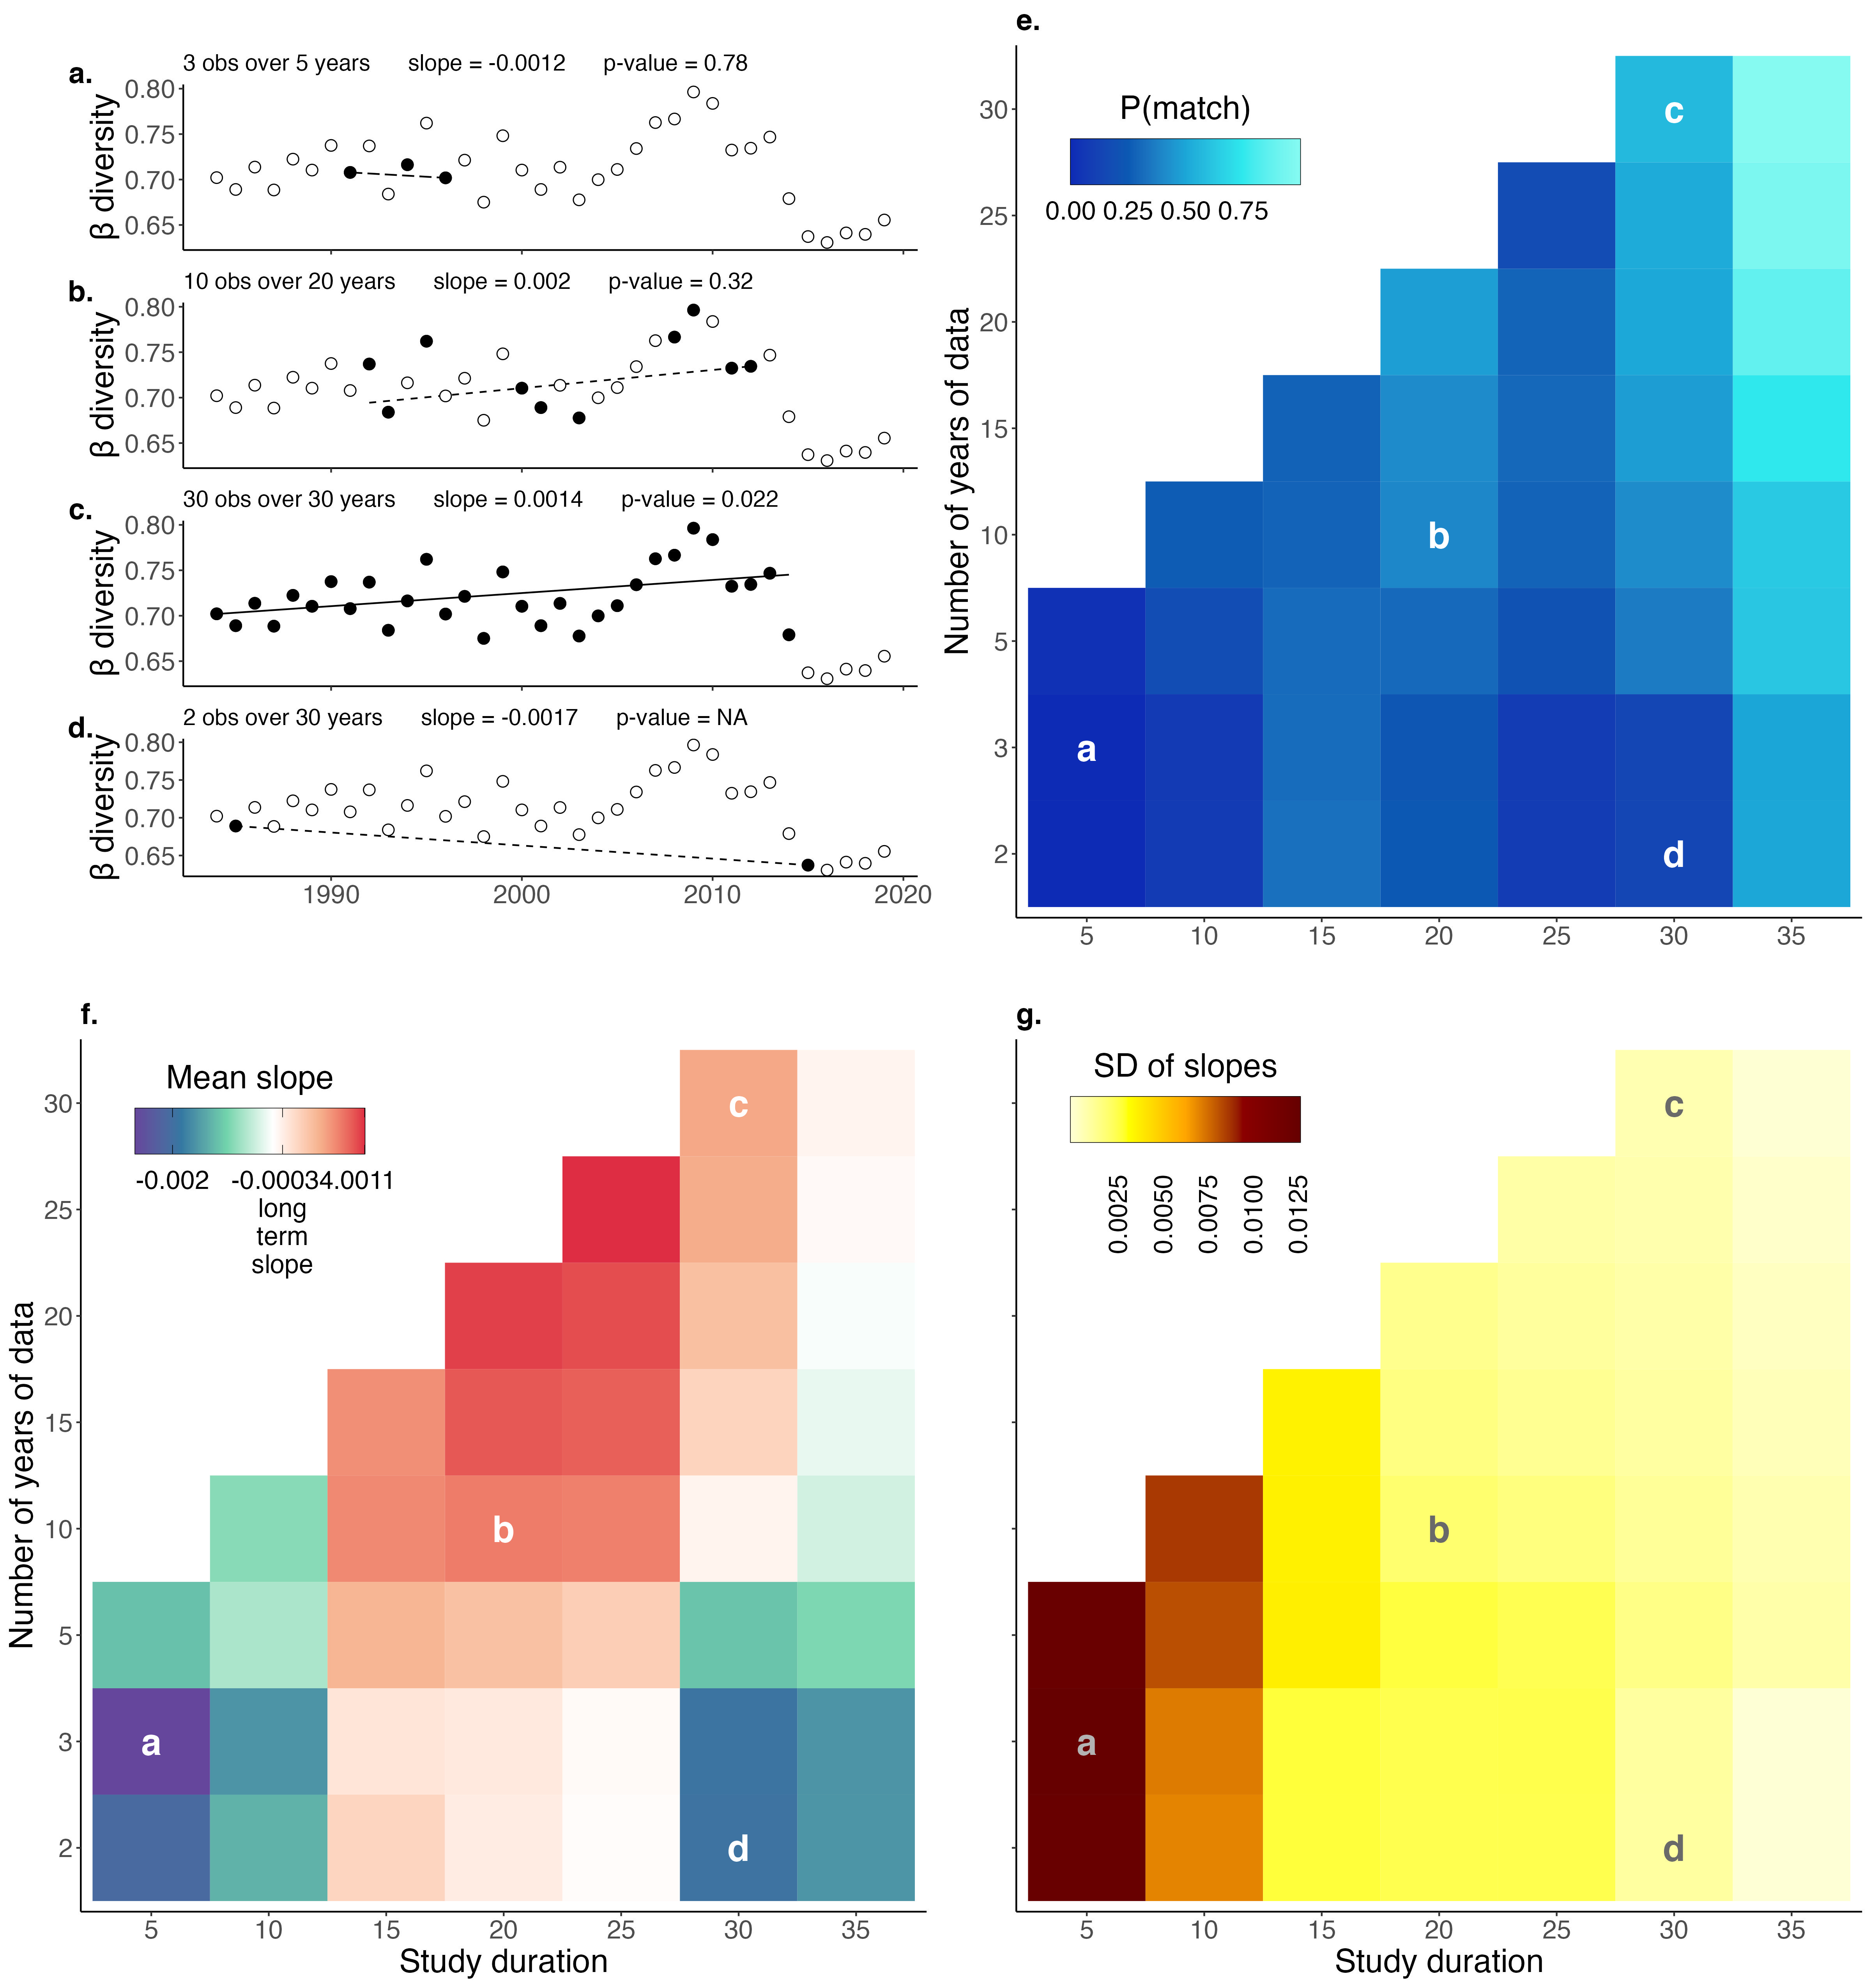 a.
3 obs over 5 years slope = -0.0012 p-value = 0.78
β diversity
0.80
0.75
0.70
0.65
b.
10 obs over 20 years slope = 0.002 p-value = 0.32
β diversity
0.80
0.75
0.70
0.65
c.
30 obs over 30 years slope = 0.0014 p-value = 0.022
β diversity
0.80
0.75
0.70
0.65
d.
2 obs over 30 years slope = -0.0017 p-value = NA
β diversity
0.80
0.75
0.70
0.65
1990 2000 2010 2020
e.
P(match)
0.00 0.25 0.50 0.75
Number of years of data
30
25
20
15
10
5
3
2
c
b
a
d
5 10 15 20 25 30 35
f.
Mean slope
-0.002 -0.00034.0011
long
term
slope
Number of years of data
30
25
20
15
10
5
3
2
c
b
a
d
5 10 15 20 25 30 35
Study duration
g.
SD of slopes
0.0025
0.0050
0.0075
0.0100
0.0125
c
b
a
d
5 10 15 20 25 30 35
Study duration